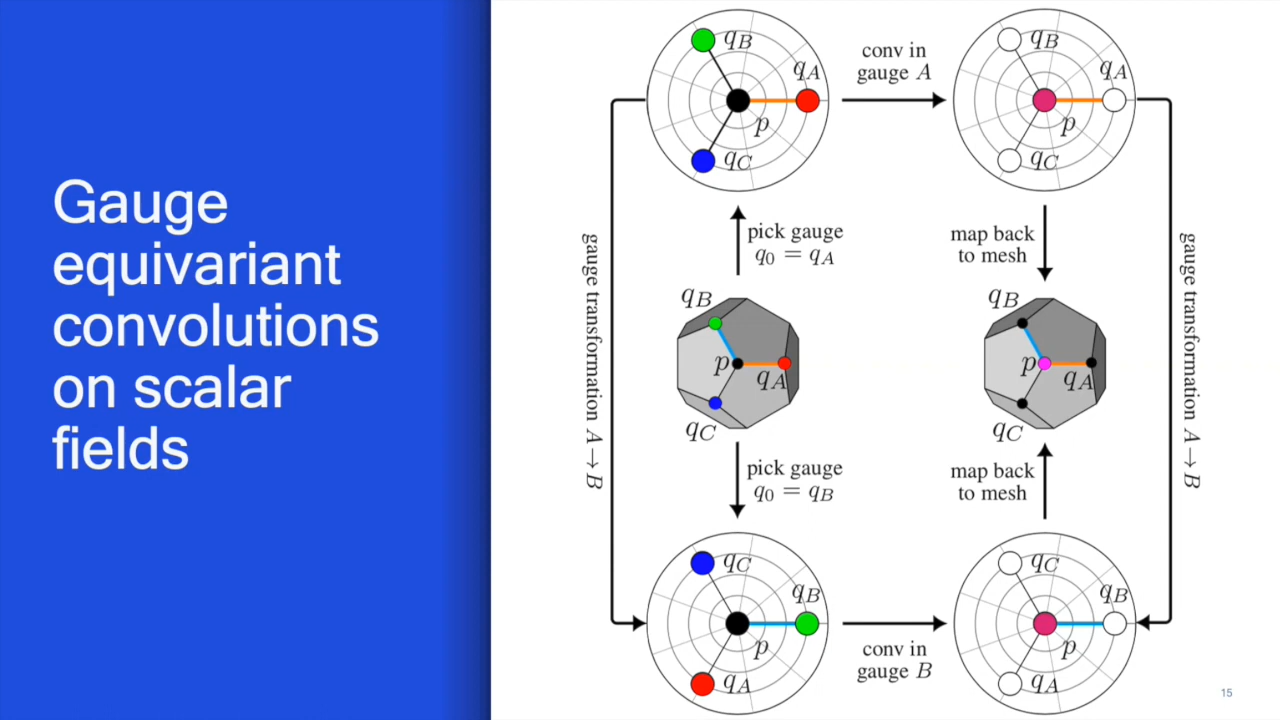 Gauge
equivariant
convolutions
on scalar
fields
q_B
q_A
p
q_C
conv in
gauge A
q_B
q_A
p
q_C
gauge transformation A → B
pick gauge
q_0 = q_A
map back
to mesh
gauge transformation A → B
q_B
p
q_A
q_C
q_B
p
q_A
q_C
pick gauge
q_0 = q_B
map back
to mesh
q_C
q_B
p
q_A
conv in
gauge B
q_C
q_B
p
q_A
15